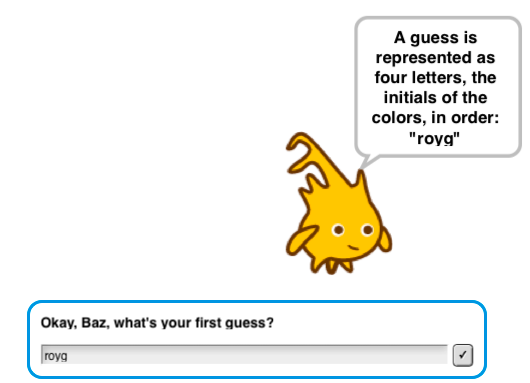 A guess is
represented as
four letters, the
initials of the
colors, in order:
"royg"
Okay, Baz, what's your first guess?
royg
✓